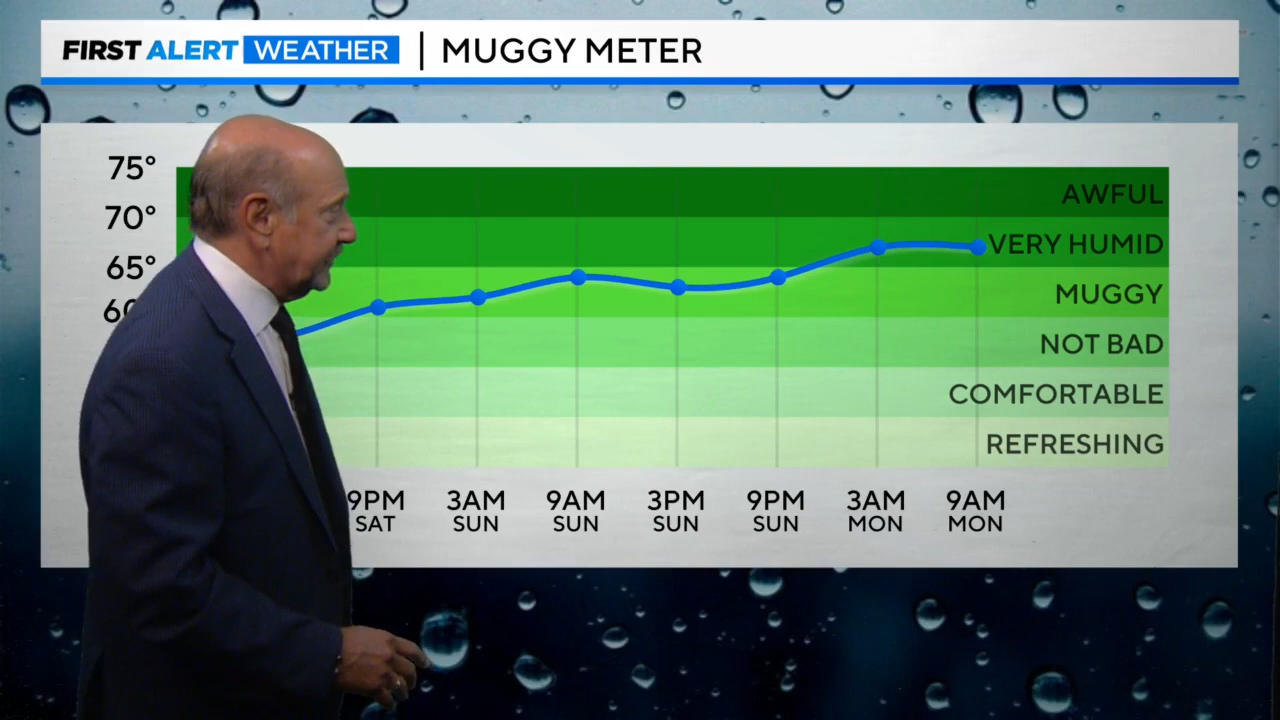 FIRST ALERT WEATHER | MUGGY METER
75°
70°
65°
60
AWFUL
VERY HUMID
MUGGY
NOT BAD
COMFORTABLE
REFRESHING
9PM 3AM 9AM 3PM 9PM 3AM 9AM
SAT SUN SUN SUN SUN MON MON